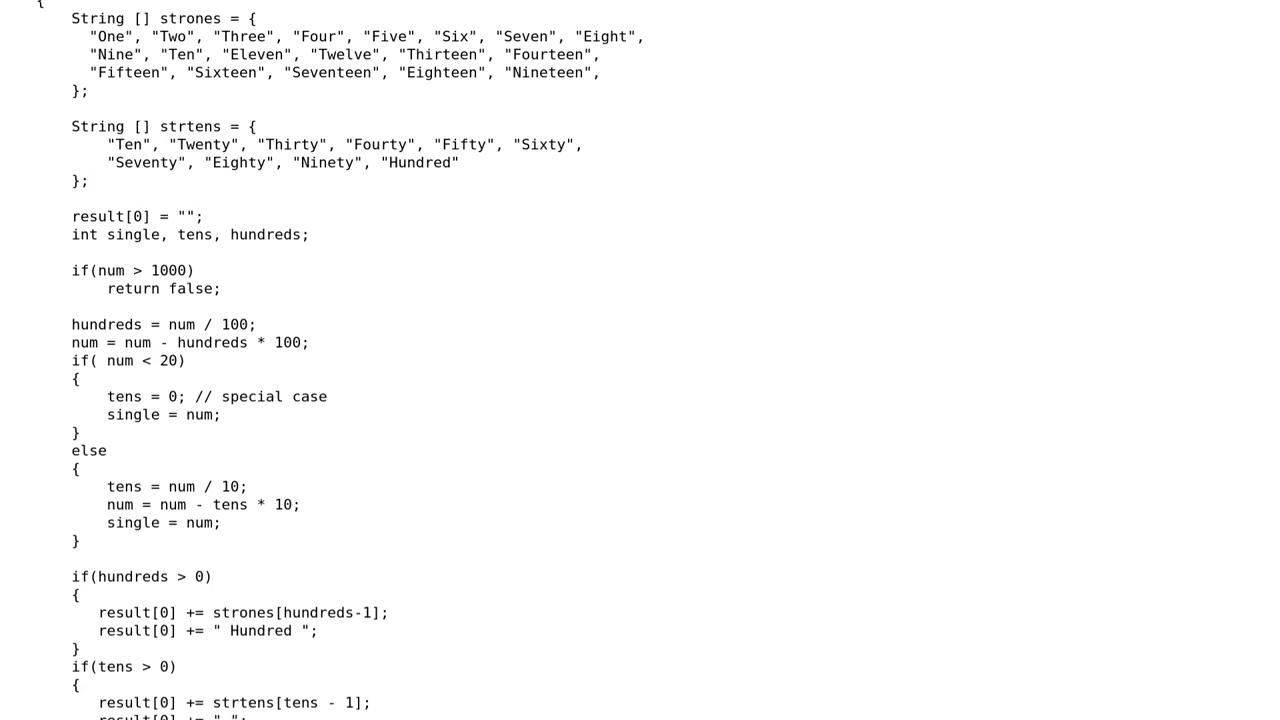 {
String [] strones = {
"One", "Two", "Three", "Four", "Five", "Six", "Seven", "Eight",
"Nine", "Ten", "Eleven", "Twelve", "Thirteen", "Fourteen",
"Fifteen", "Sixteen", "Seventeen", "Eighteen", "Nineteen",
};
String [] strtens = {
"Ten", "Twenty", "Thirty", "Fourty", "Fifty", "Sixty",
"Seventy", "Eighty", "Ninety", "Hundred"
};
result[0] = "";
int single, tens, hundreds;
if(num > 1000)
return false;
hundreds = num / 100;
num = num - hundreds * 100;
if( num < 20)
{
tens = 0; // special case
single = num;
}
else
{
tens = num / 10;
num = num - tens * 10;
single = num;
}
if(hundreds > 0)
{
result[0] += strones[hundreds-1];
result[0] += " Hundred ";
}
if(tens > 0)
{
result[0] += strtens[tens - 1];
result[0] += " ";